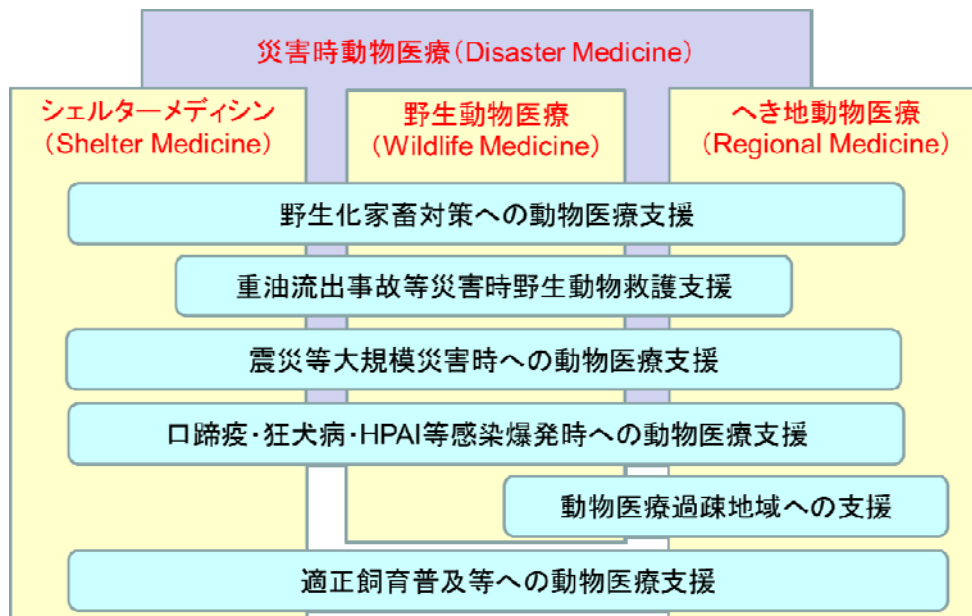 災害時動物医療(Disaster Medicine)
シェルターメディシン
(Shelter Medicine)
野生動物医療
(Wildlife Medicine)
へき地動物医療
(Regional Medicine)
野生化家畜対策への動物医療支援
重油流出事故等災害時野生動物救護支援
震災等大規模災害時への動物医療支援
口蹄疫・狂犬病・HPAI等感染爆発時への動物医療支援
動物医療過疎地域への支援
適正飼育普及等への動物医療支援